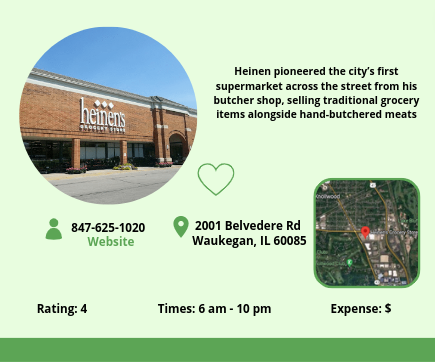 heinen's
GROCERY STORE
Heinen pioneered the city's first
supermarket across the street from his
butcher shop, selling traditional grocery
items alongside hand-butchered meats
847-625-1020
Website
2001 Belvedere Rd
Waukegan, IL 60085
Knollwood
Rating: 4
Times: 6 am - 10 pm
Expense: $